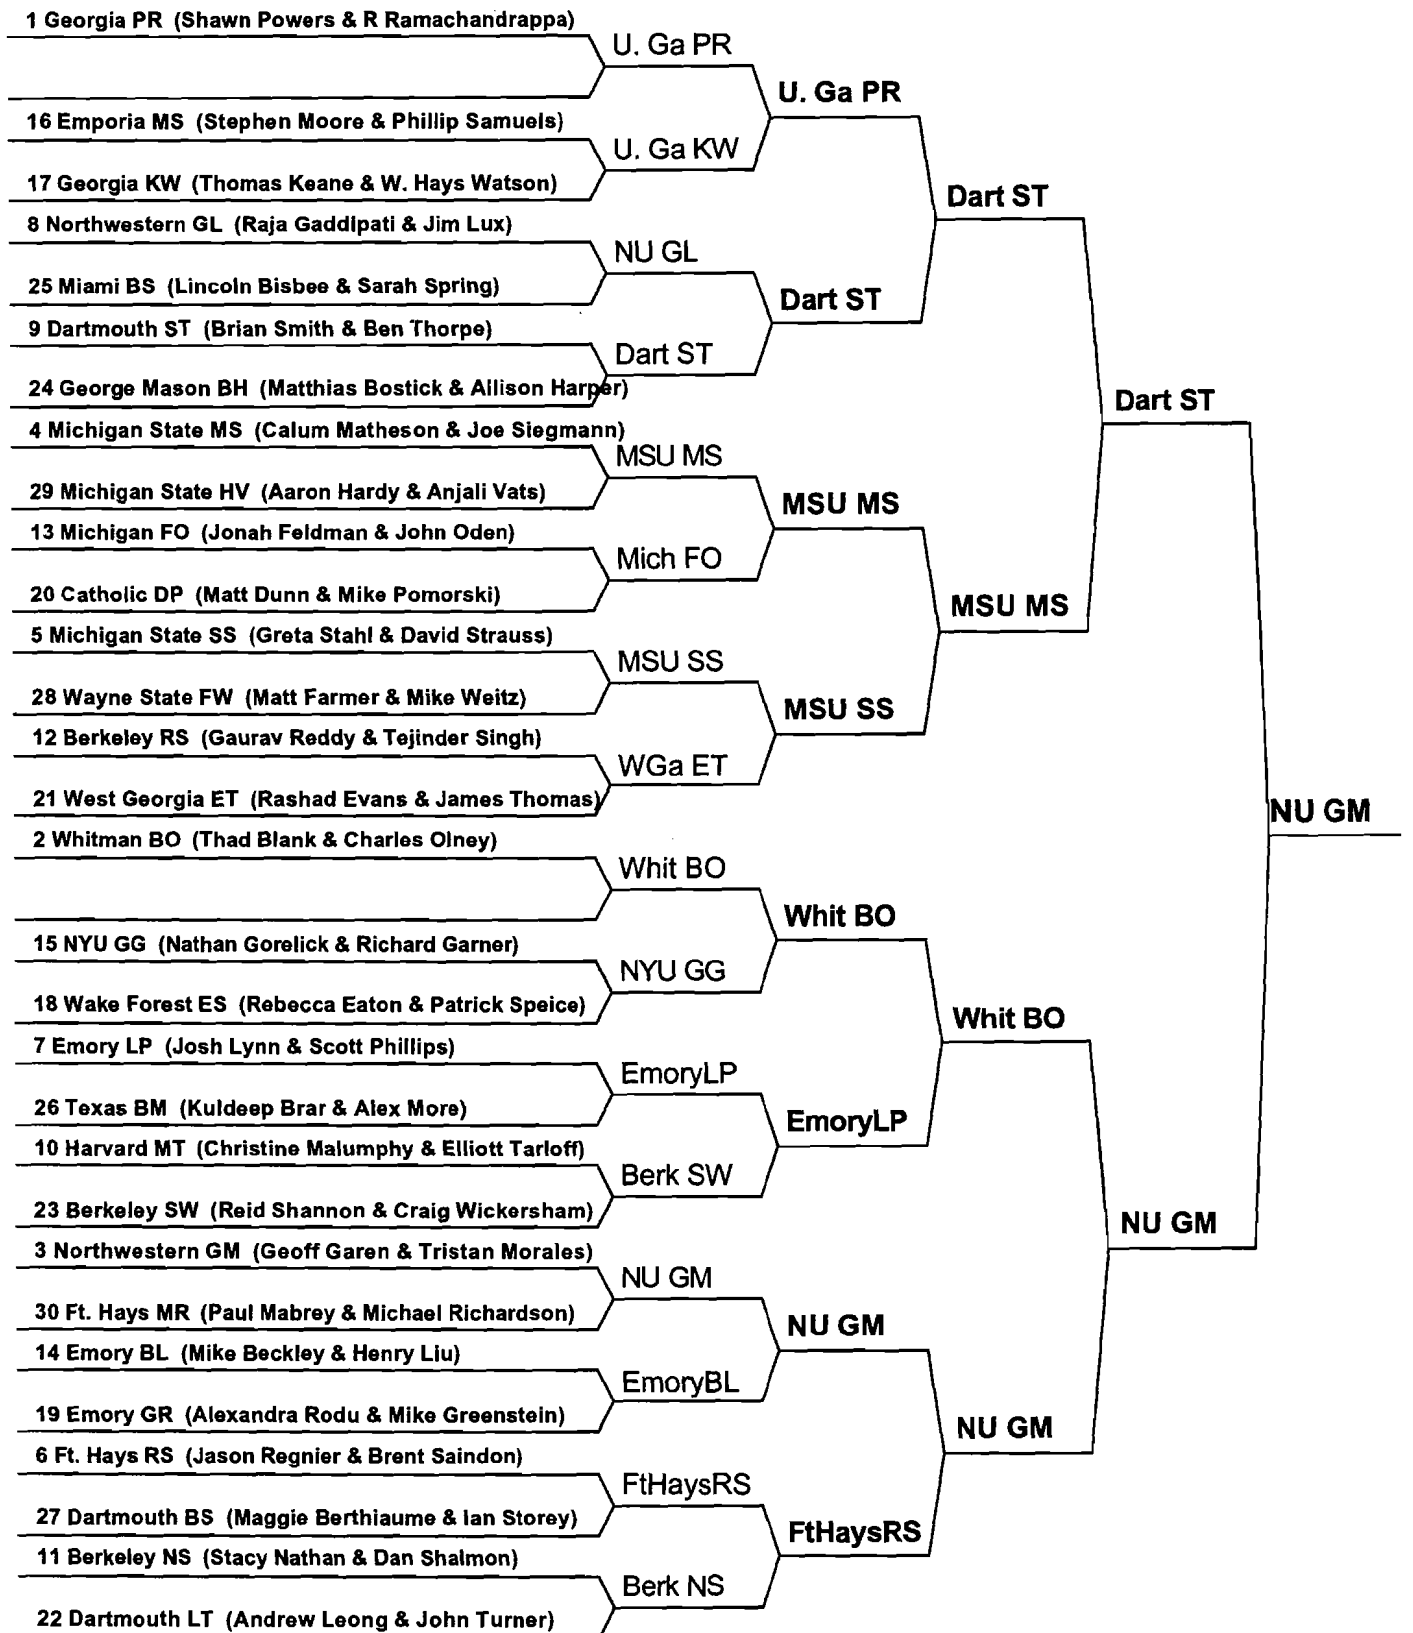 1 Georgia PR (Shawn Powers & R Ramachandrappa)
U. Ga PR
U. Ga PR
16 Emporia MS (Stephen Moore & Phillip Samuels)
U. Ga KW
17 Georgia KW (Thomas Keane & W. Hays Watson)
Dart ST
8 Northwestern GL (Raja Gaddipati & Jim Lux)
NU GL
25 Miami BS (Lincoln Bisbee & Sarah Spring)
Dart ST
9 Dartmouth ST (Brian Smith & Ben Thorpe)
Dart ST
24 George Mason BH (Matthias Bostick & Allison Harper)
Dart ST
4 Michigan State MS (Calum Matheson & Joe Siegmann)
MSU MS
29 Michigan State HV (Aaron Hardy & Anjali Vats)
MSU MS
13 Michigan FO (Jonah Feldman & John Oden)
Mich FO
20 Catholic DP (Matt Dunn & Mike Pomorski)
MSU MS
5 Michigan State SS (Greta Stahl & David Strauss)
MSU SS
28 Wayne State FW (Matt Farmer & Mike Weitz)
MSU SS
12 Berkeley RS (Gaurav Reddy & Tejinder Singh)
WGa ET
21 West Georgia ET (Rashad Evans & James Thomas)
NU GM
2 Whitman BO (Thad Blank & Charles Olney)
Whit BO
Whit BO
15 NYU GG (Nathan Gorelick & Richard Garner)
NYU GG
18 Wake Forest ES (Rebecca Eaton & Patrick Speice)
Whit BO
7 Emory LP (Josh Lynn & Scott Phillips)
EmoryLP
26 Texas BM (Kuldeep Brar & Alex More)
EmoryLP
10 Harvard MT (Christine Malumphy & Elliott Tarloff)
Berk SW
23 Berkeley SW (Reid Shannon & Craig Wickersham)
NU GM
3 Northwestern GM (Geoff Garen & Tristan Morales)
NU GM
30 Ft. Hays MR (Paul Mabrey & Michael Richardson)
NU GM
14 Emory BL (Mike Beckley & Henry Liu)
EmoryBL
19 Emory GR (Alexandra Rodu & Mike Greenstein)
NU GM
6 Ft. Hays RS (Jason Regnier & Brent Saindon)
FtHaysRS
27 Dartmouth BS (Maggie Berthiaume & Ian Storey)
FtHaysRS
11 Berkeley NS (Stacy Nathan & Dan Shalmon)
Berk NS
22 Dartmouth LT (Andrew Leong & John Turner)